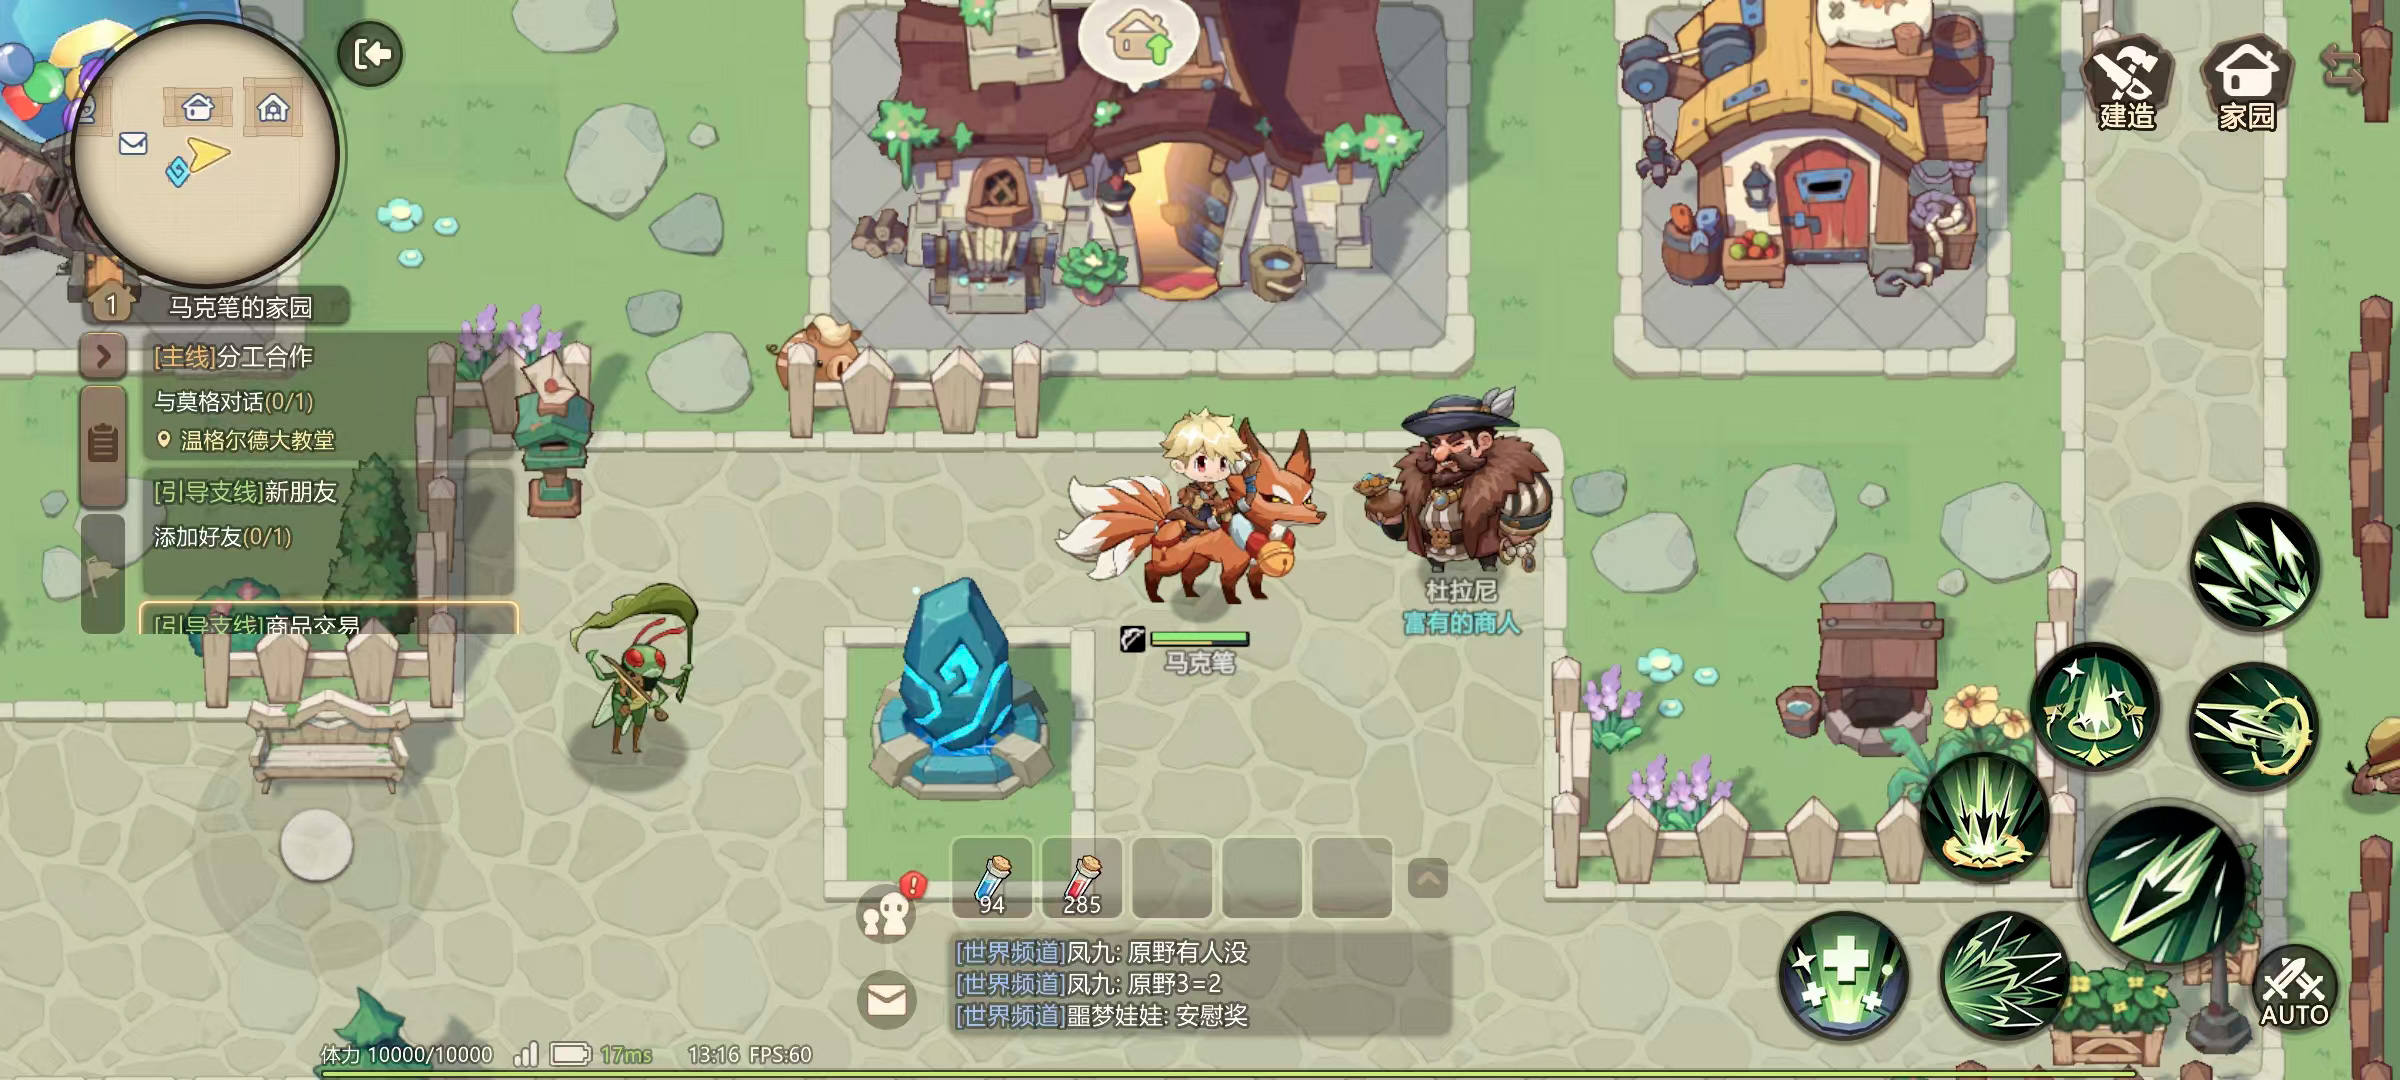 建造
家园
1
马克笔的家园
[主线]分工合作
与莫格对话(0/1)
温格尔德大教堂
[引导支线]新朋友
添加好友(0/1)
[引导支线]商品交易
杜拉尼
富有的商人
马克笔
94
285
[世界频道]凤九: 原野有人没
[世界频道]凤九: 原野3=2
[世界频道]噩梦娃娃: 安慰奖
AUTO
体力 10000/10000 17ms 13:16 FPS:60